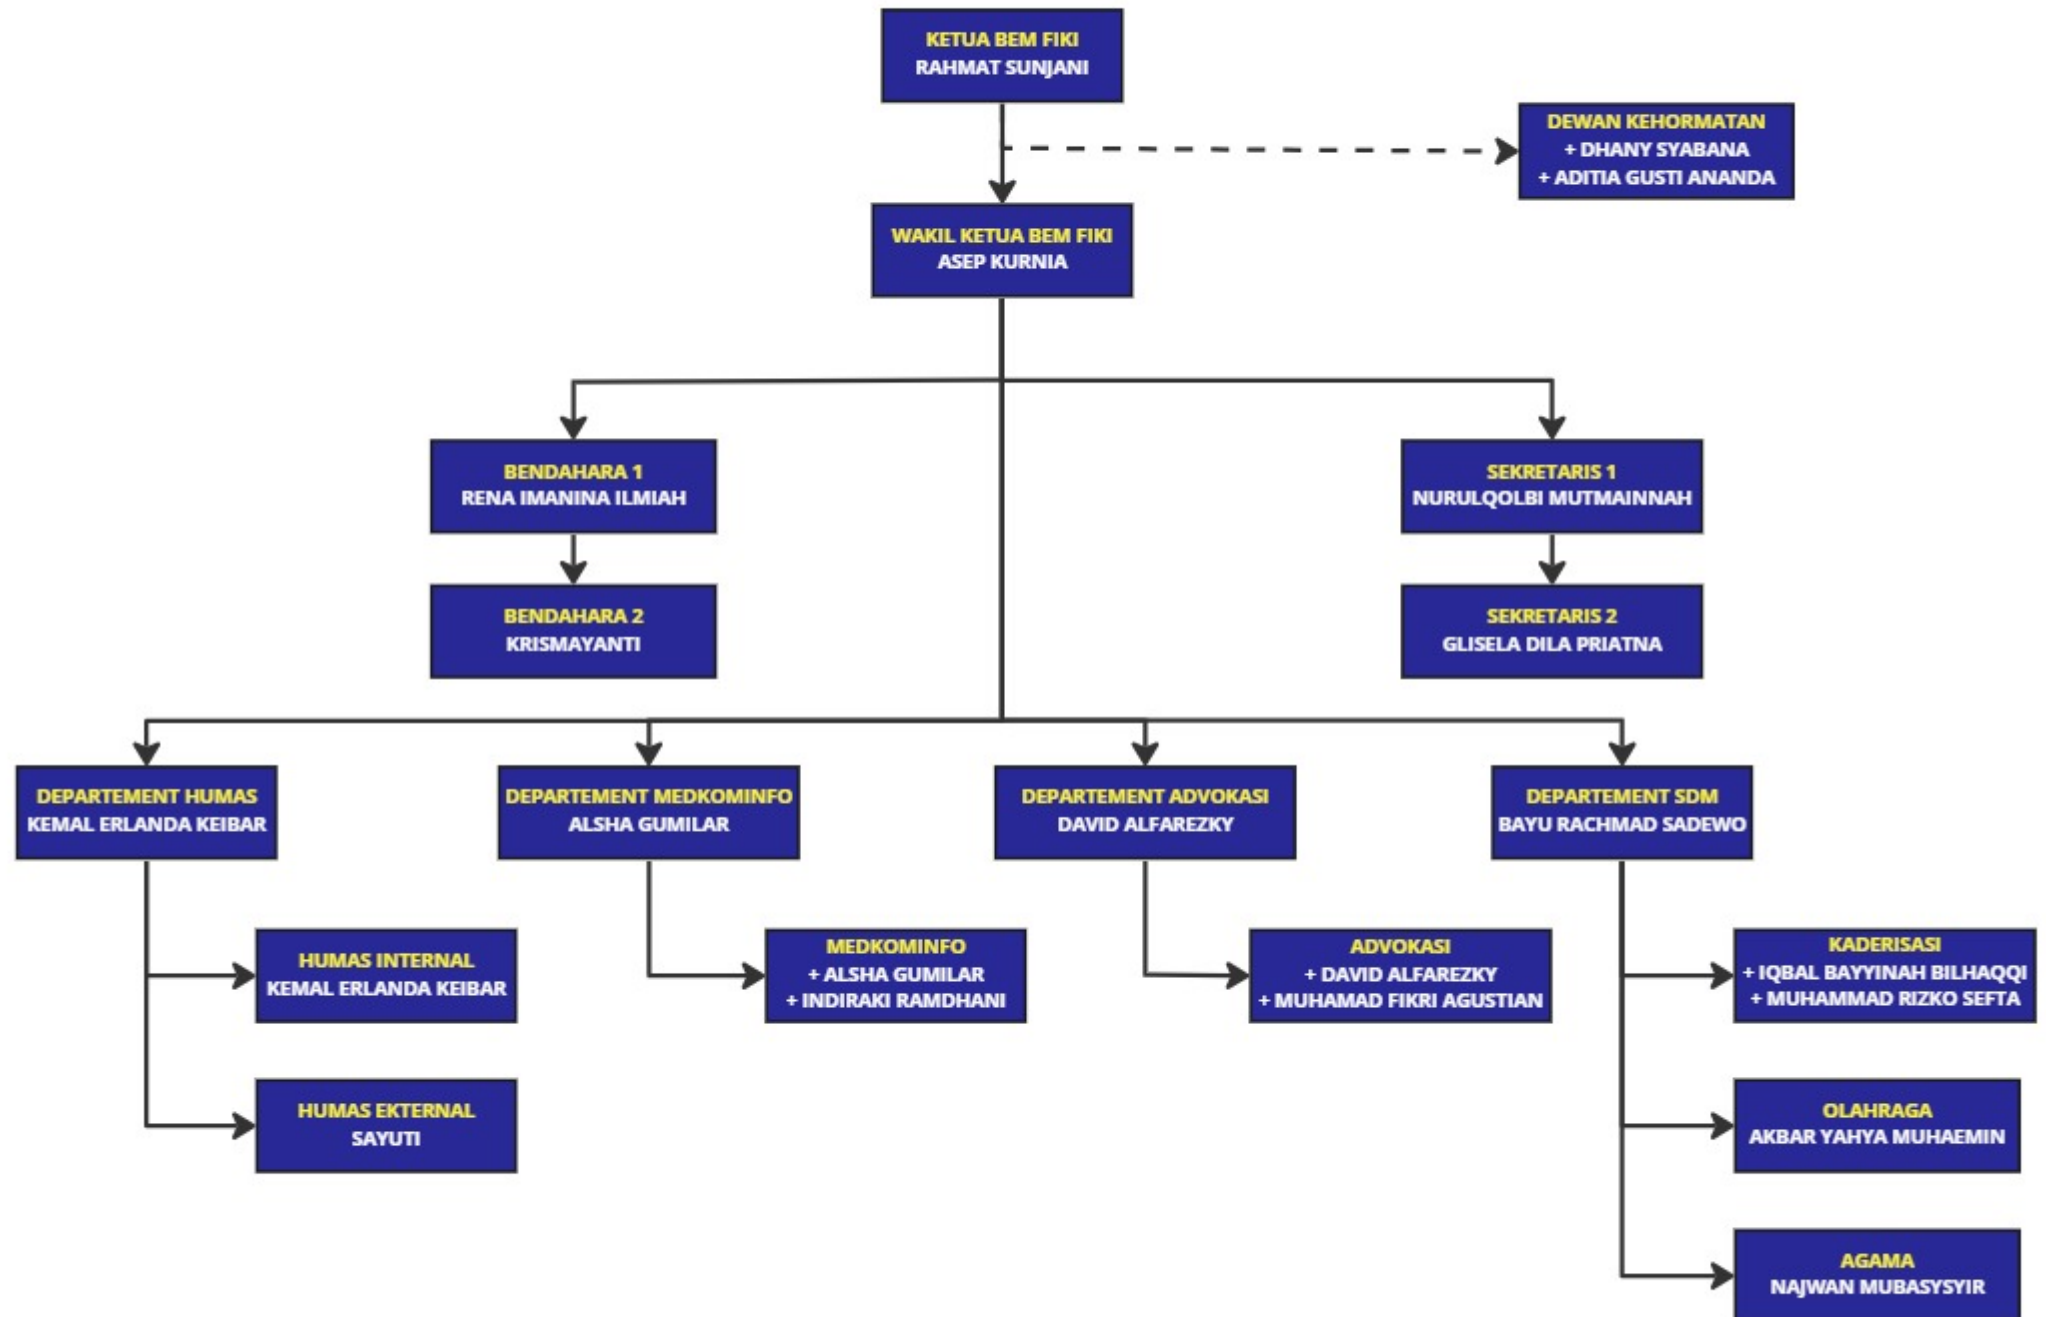 KETUA BEM FIKI
RAHMAT SUNJANI
DEWAN KEHORMATAN
+ DHANY SYABANA
+ ADITIA GUSTI ANANDA
WAKIL KETUA BEM FIKI
ASEP KURNIA
BENDAHARA 1
RENA IMANINA ILMIAH
SEKRETARIS 1
NURULQOLBI MUTMAINNAH
BENDAHARA 2
KRISMAYANTI
SEKRETARIS 2
GLISELA DILA PRIATNA
DEPARTEMENT HUMAS
KEMAL ERLANDA KEIBAR
DEPARTEMENT MEDKOMINFO
ALSHA GUMILAR
DEPARTEMENT ADVOKASI
DAVID ALFAREZKY
DEPARTEMENT SDM
BAYU RACHMAD SADEWO
HUMAS INTERNAL
KEMAL ERLANDA KEIBAR
MEDKOMINFO
+ ALSHA GUMILAR
+ INDIRAKI RAMDHANI
ADVOKASI
+ DAVID ALFAREZKY
+ MUHAMAD FIKRI AGUSTIAN
KADERISASI
+ IQBAL BAYYINAH BILHAQQI
+ MUHAMMAD RIZKO SEFTA
HUMAS EKTERNAL
SAYUTI
OLAHRAGA
AKBAR YAHYA MUHAEMIN
AGAMA
NAJWAN MUBASYSYIR